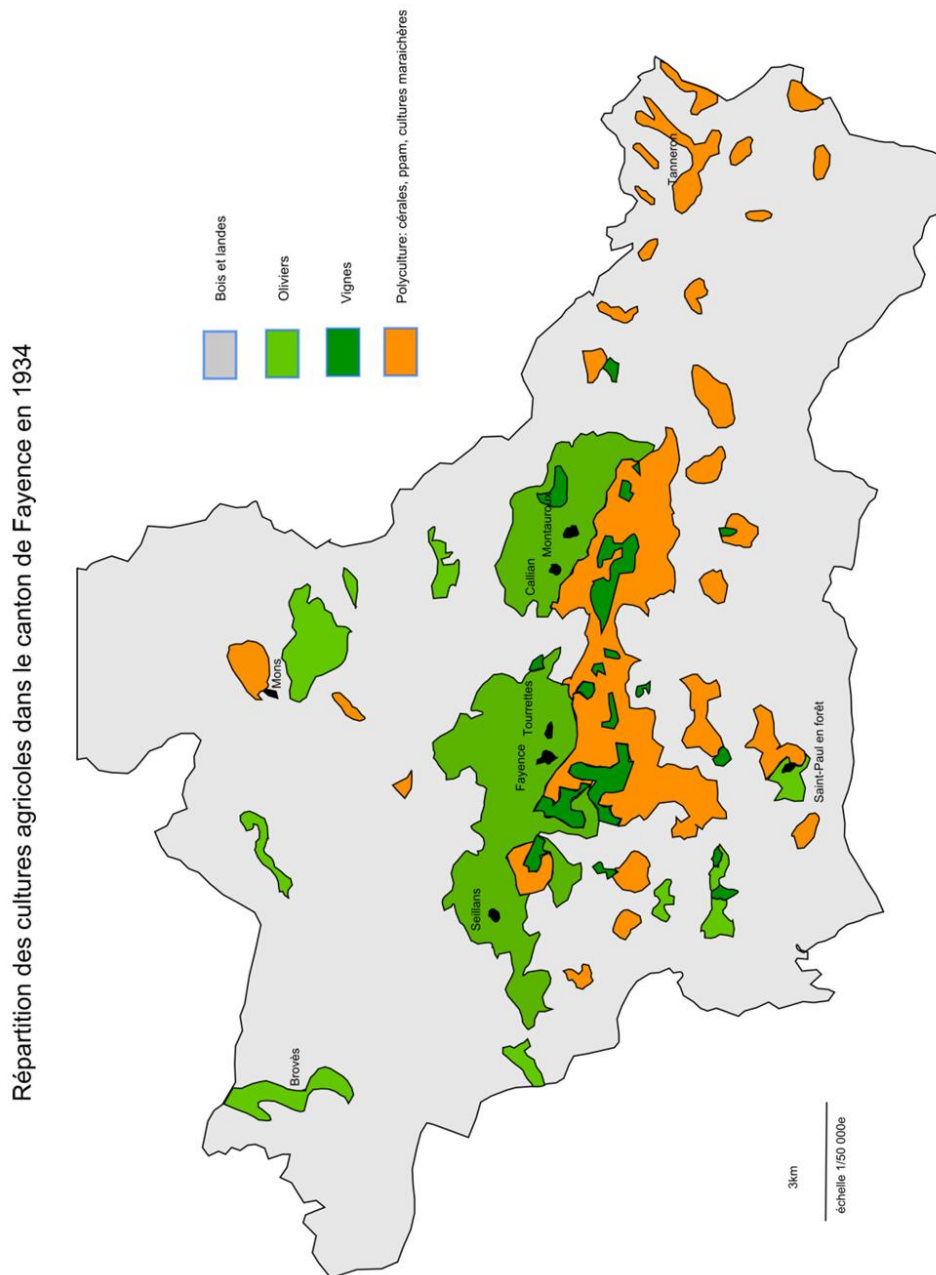 Répartition des cultures agricoles dans le canton de Fayence en 1934
Bois et landes
Oliviers
Vignes
Polyculture: cérales, ppam, cultures maraichères
Brovès
Mons
Seillans
Fayence
Tourrettes
Callian
Montauroux
Tanneron
Saint-Paul en forêt
3km
échelle 1/50 000e